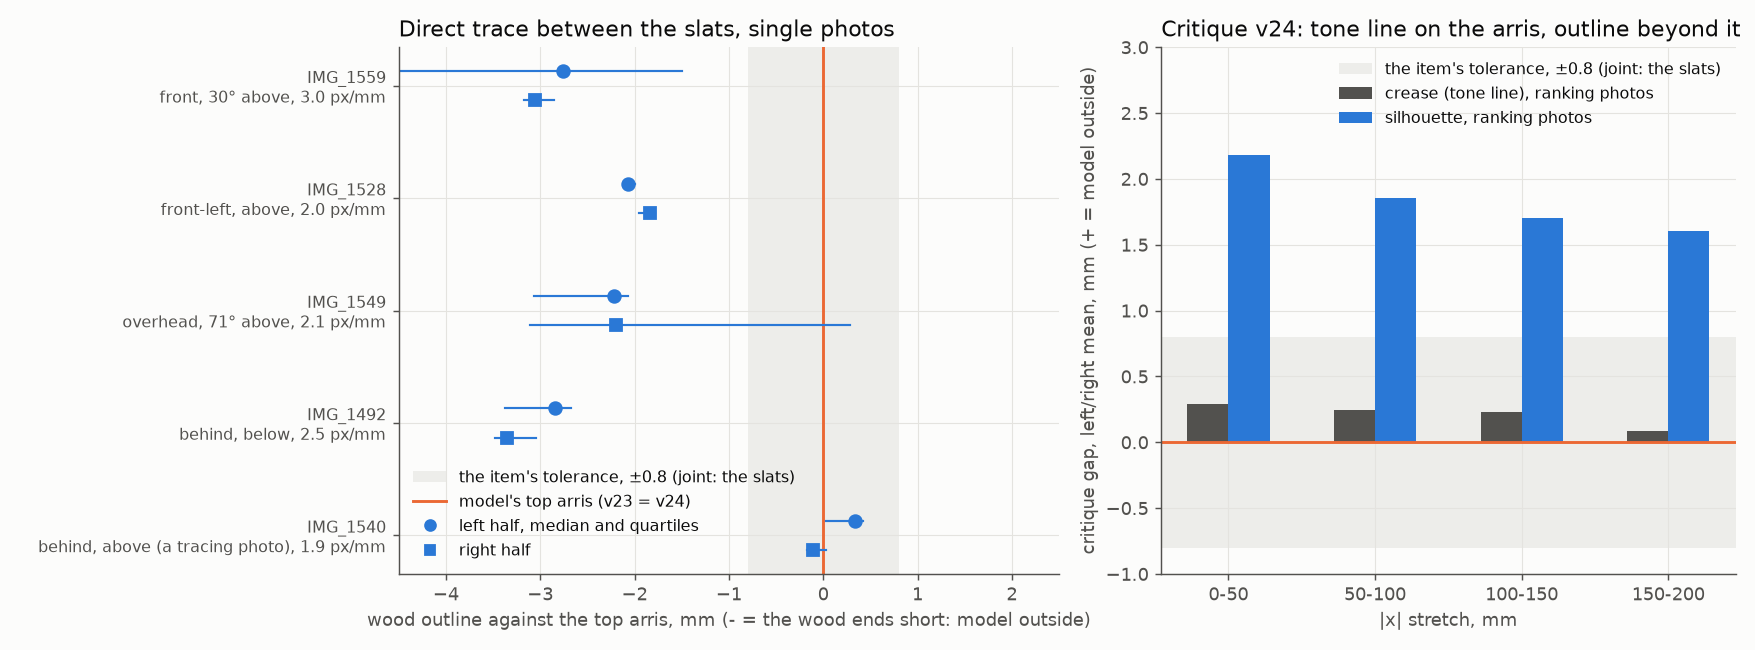 Direct trace between the slats, single photos
IMG_1559
front, 30° above, 3.0 px/mm
IMG_1528
front-left, above, 2.0 px/mm
IMG_1549
overhead, 71° above, 2.1 px/mm
IMG_1492
behind, below, 2.5 px/mm
IMG_1540
behind, above (a tracing photo), 1.9 px/mm
the item's tolerance, ±0.8 (joint: the slats)
model's top arris (v23 = v24)
left half, median and quartiles
right half
−4 −3 −2 −1 0 1 2
wood outline against the top arris, mm (- = the wood ends short: model outside)
Critique v24: tone line on the arris, outline beyond it
critique gap, left/right mean, mm (+ = model outside)
3.0
2.5
2.0
1.5
1.0
0.5
0.0
−0.5
−1.0
the item's tolerance, ±0.8 (joint: the slats)
crease (tone line), ranking photos
silhouette, ranking photos
0-50 50-100 100-150 150-200
|x| stretch, mm